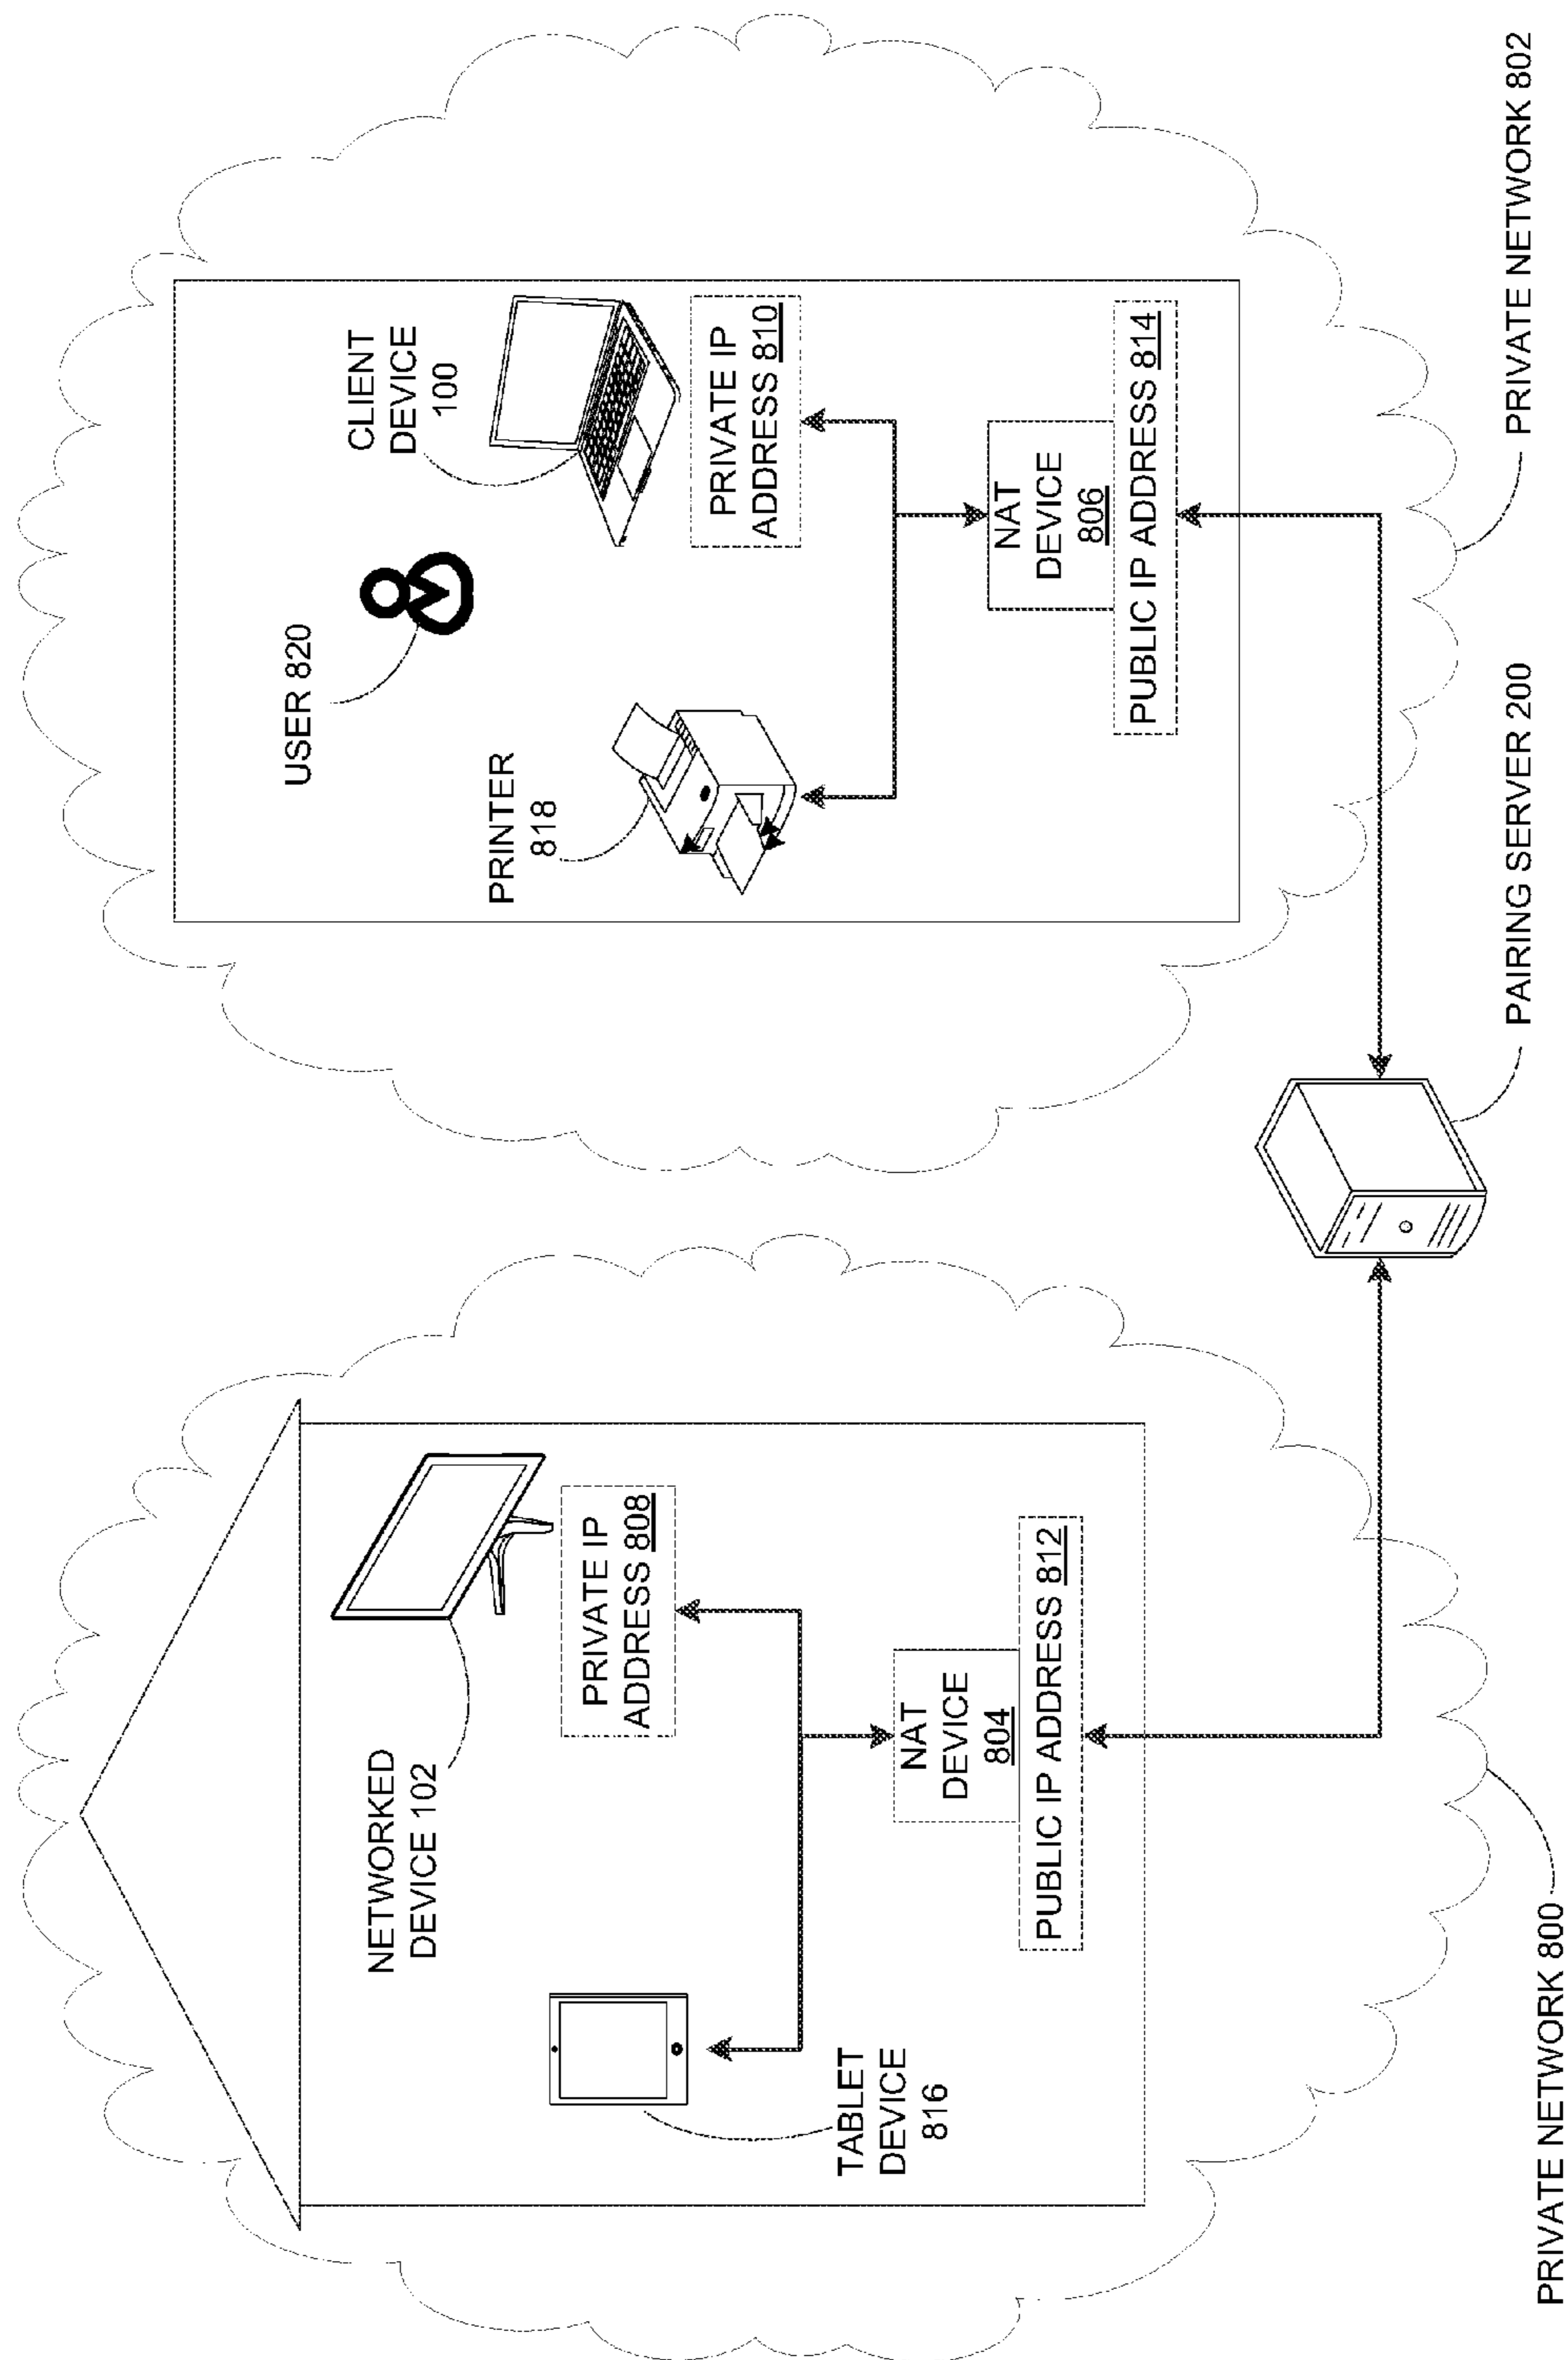 NETWORKED
DEVICE 102
TABLET
DEVICE
816
PRIVATE IP
ADDRESS 808
NAT
DEVICE
804
PUBLIC IP ADDRESS 812
PRIVATE NETWORK 800
USER 820
CLIENT
DEVICE
100
PRINTER
818
PRIVATE IP
ADDRESS 810
NAT
DEVICE
806
PUBLIC IP ADDRESS 814
PAIRING SERVER 200
PRIVATE NETWORK 802